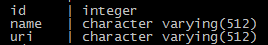 id | integer
name | character varying(512)
uri | character varying(512)